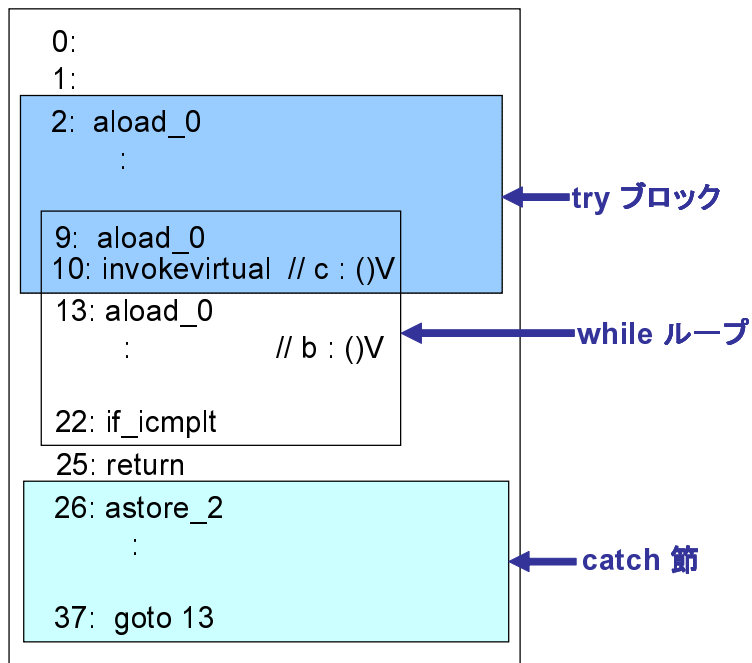 0:
1:
2: aload_0
:
try ブロック
9: aload_0
10: invokevirtual // c : ()V
13: aload_0
: // b : ()V
while ループ
22: if_icmplt
25: return
26: astore_2
:
catch 節
37: goto 13